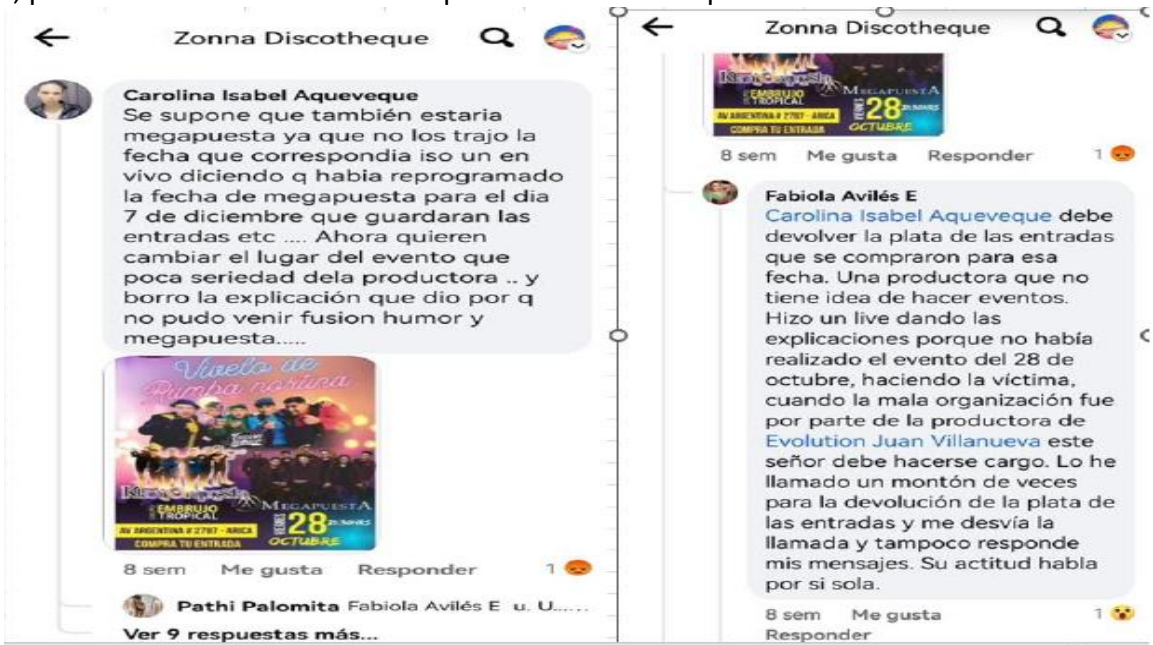 Zonna Discotheque
Carolina Isabel Aqueveque
Se supone que también estaria
megapuesta ya que no los trajo la
fecha que correspondia iso un en
vivo diciendo q habia reprogramado
la fecha de megapuesta para el dia
7 de diciembre que guardaran las
entradas etc .... Ahora quieren
cambiar el lugar del evento que
poca seriedad dela productora .. y
borro la explicación que dio por q
no pudo venir fusion humor y
megapuesta.....
Vívelo de
Rumba nortina
EMBRUJO
TROPICAL
MEGAPUESTA
AV ARGENTINA # 2787 - ARICA
COMPRA TU ENTRADA
28
OCTUBRE
8 sem Me gusta Responder 1
Pathi Palomita Fabiola Avilés E u. U......
Ver 9 respuestas más...
Zonna Discotheque
EMBRUJO
TROPICAL
MEGAPUESTA
AV ARGENTINA # 2787 - ARICA
COMPRA TU ENTRADA
28
OCTUBRE
8 sem Me gusta Responder 1
Fabiola Avilés E
Carolina Isabel Aqueveque debe
devolver la plata de las entradas
que se compraron para esa
fecha. Una productora que no
tiene idea de hacer eventos.
Hizo un live dando las
explicaciones porque no había
realizado el evento del 28 de
octubre, haciendo la víctima,
cuando la mala organización fue
por parte de la productora de
Evolution Juan Villanueva este
señor debe hacerse cargo. Lo he
llamado un montón de veces
para la devolución de la plata de
las entradas y me desvía la
llamada y tampoco responde
mis mensajes. Su actitud habla
por si sola.
8 sem Me gusta 1
Responder